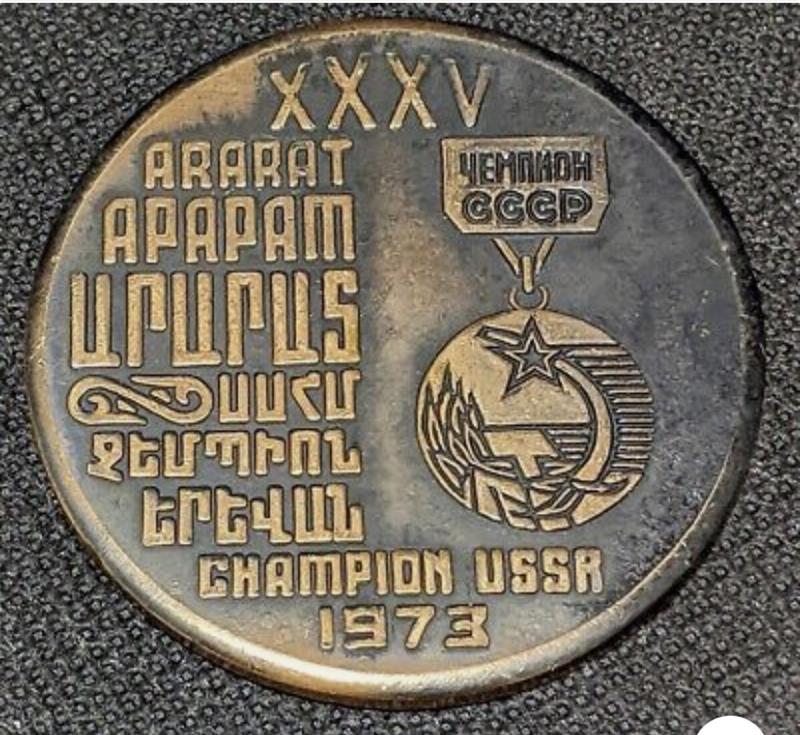 XXXV
ARARAT
АРАРАТ
ԱՐԱՐԱՏ
ՍՍՀՄ
ՉԵՄՊԻՈՆ
ԵՐԵՎԱՆ
CHAMPION USSR
1973
ЧЕМПИОН
СССР